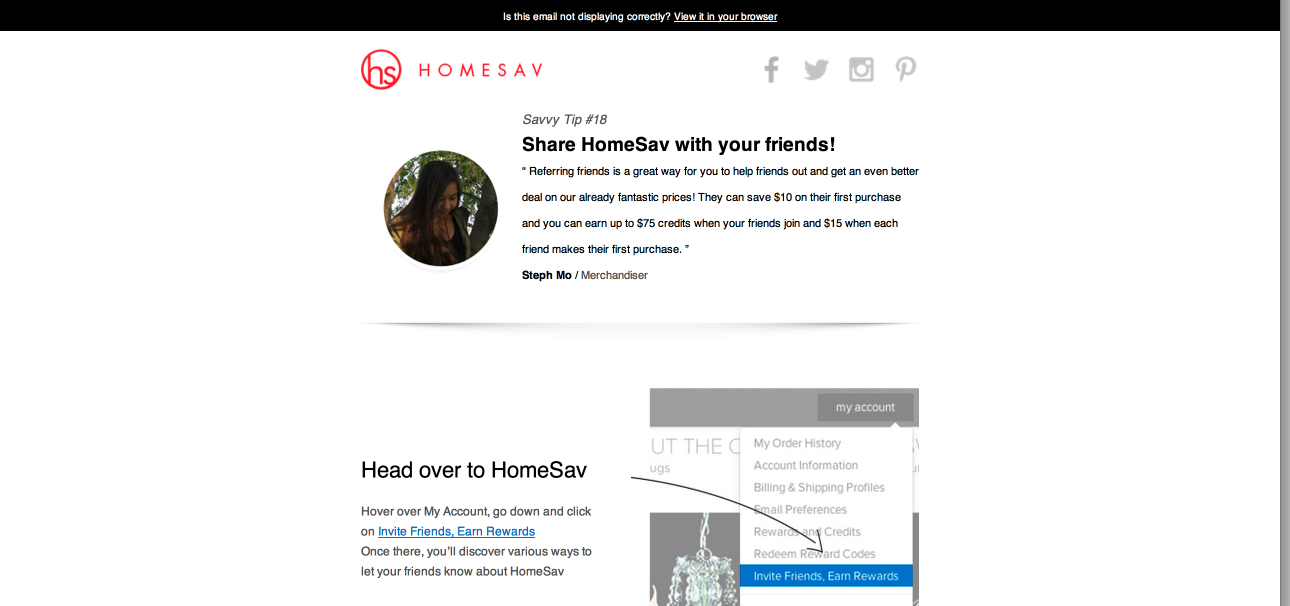 Is this email not displaying correctly? View it in your browser
hs HOMESAV
Savvy Tip #18
Share HomeSav with your friends!
“ Referring friends is a great way for you to help friends out and get an even better
deal on our already fantastic prices! They can save $10 on their first purchase
and you can earn up to $75 credits when your friends join and $15 when each
friend makes their first purchase. ”
Steph Mo / Merchandiser
Head over to HomeSav
Hover over My Account, go down and click
on Invite Friends, Earn Rewards
Once there, you’ll discover various ways to
let your friends know about HomeSav
my account
UT THE
ugs
My Order History
Account Information
Billing & Shipping Profiles
Email Preferences
Rewards and Credits
Redeem Reward Codes
Invite Friends, Earn Rewards